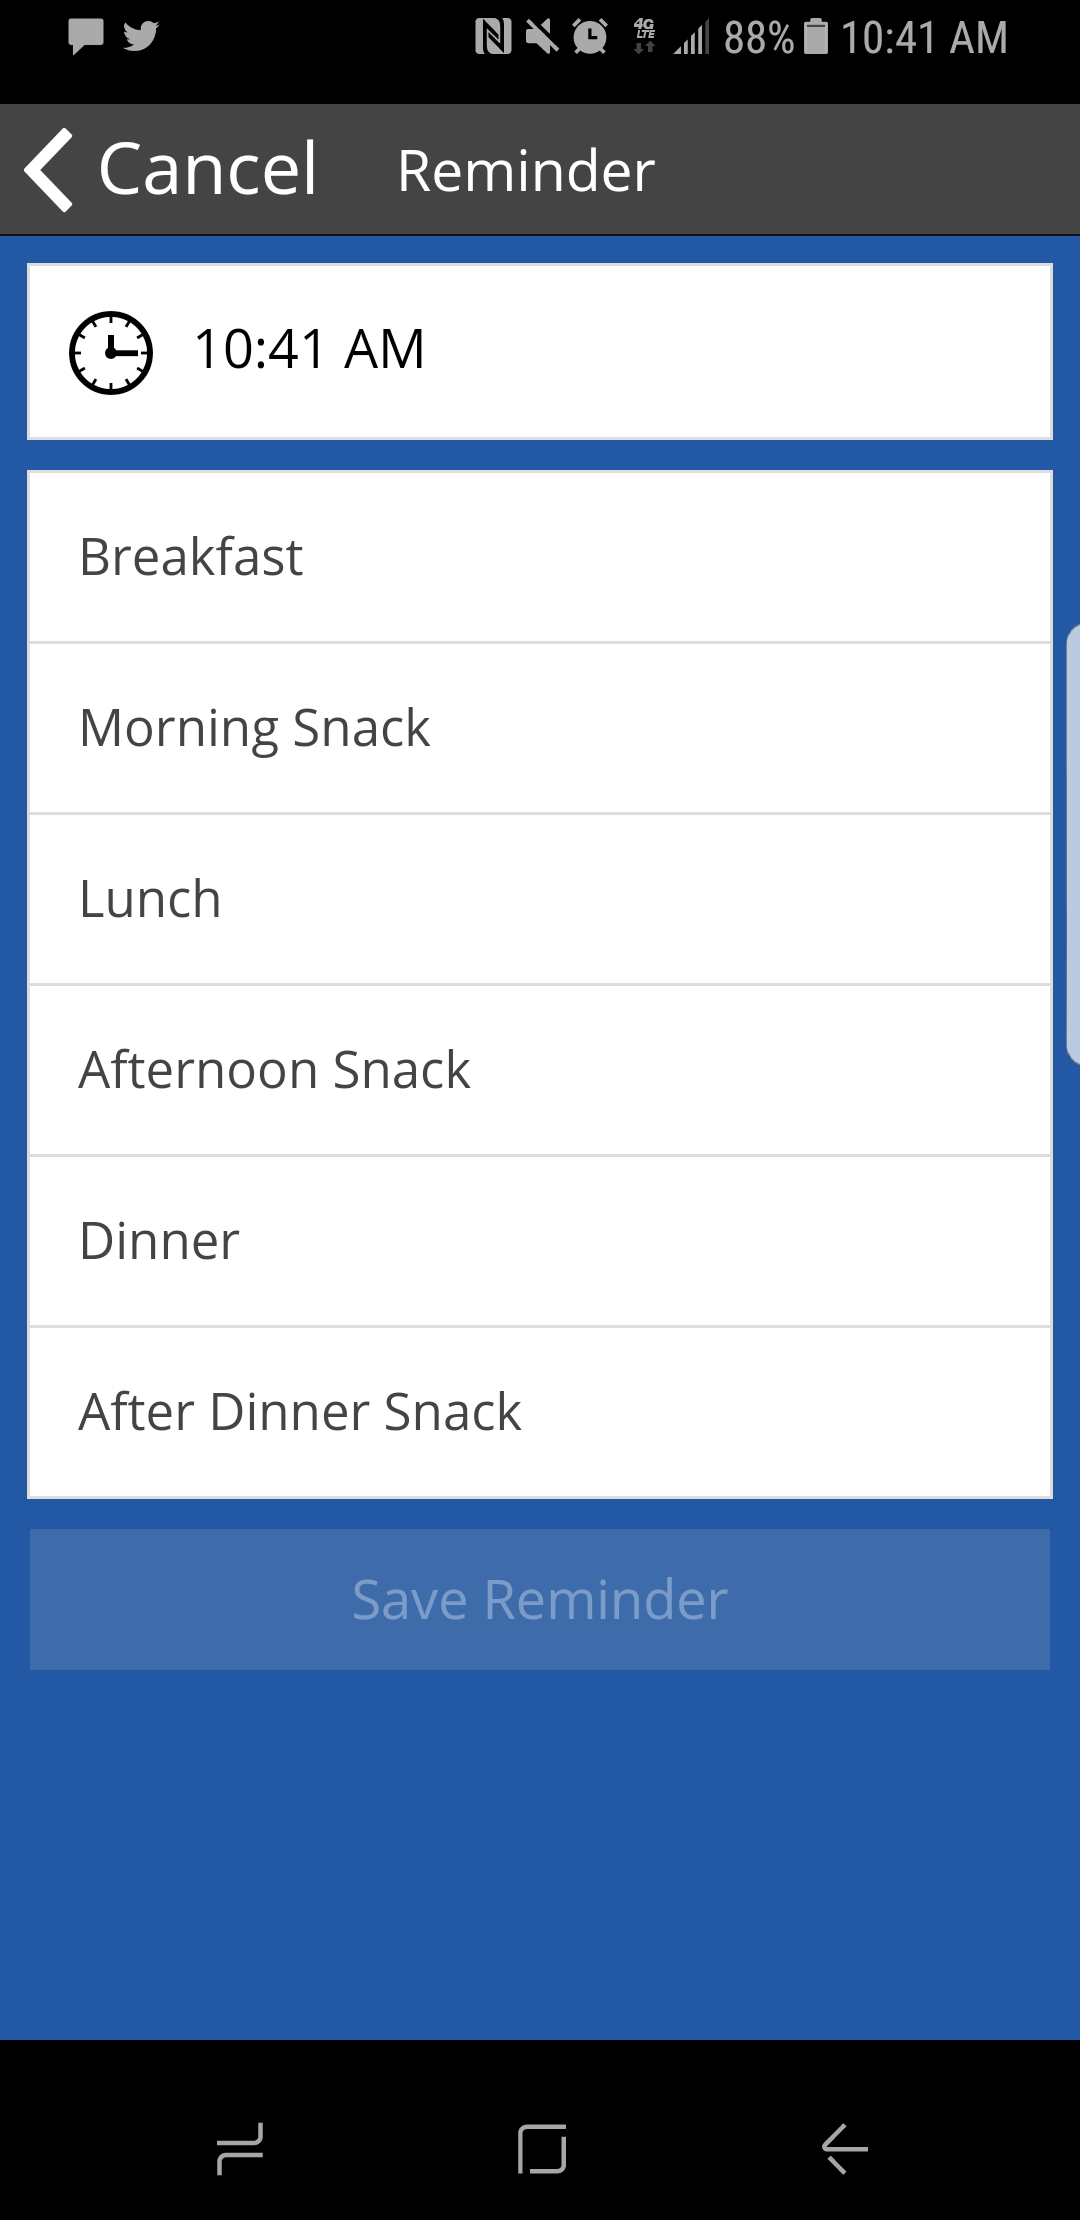 4G LTE 88% 10:41 AM
Cancel Reminder
10:41 AM
Breakfast
Morning Snack
Lunch
Afternoon Snack
Dinner
After Dinner Snack
Save Reminder